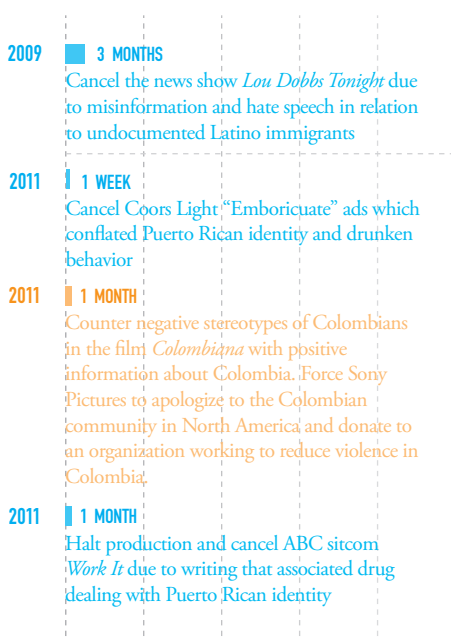 2009 3 MONTHS
Cancel the news show Lou Dobbs Tonight due
to misinformation and hate speech in relation
to undocumented Latino immigrants
2011 1 WEEK
Cancel Coors Light “Emboricuate” ads which
conflated Puerto Rican identity and drunken
behavior
2011 1 MONTH
Counter negative stereotypes of Colombians
in the film Colombiana with positive
information about Colombia. Force Sony
Pictures to apologize to the Colombian
community in North America and donate to
an organization working to reduce violence in
Colombia.
2011 1 MONTH
Halt production and cancel ABC sitcom
Work It due to writing that associated drug
dealing with Puerto Rican identity